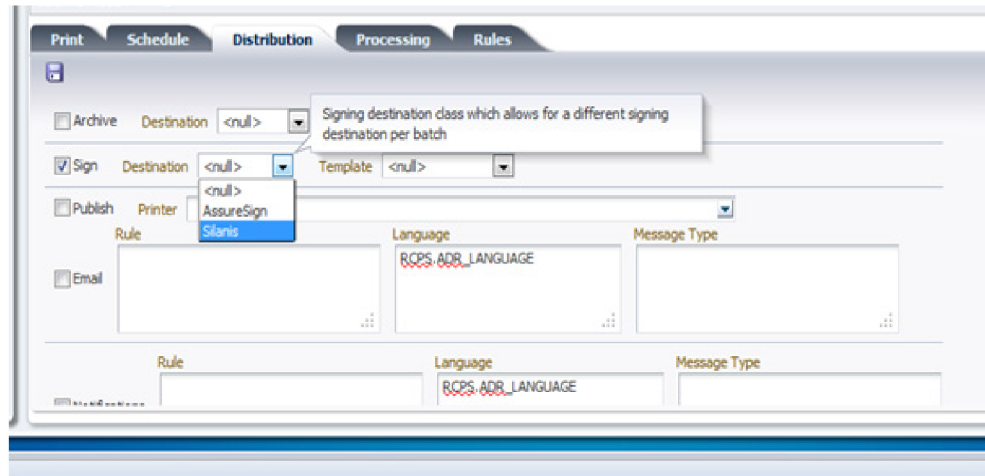 Print Schedule Distribution Processing Rules
Archive Destination <null>
Signing destination class which allows for a different signing
destination per batch
Sign Destination <null> Template <null>
<null>
AssureSign
Silanis
Publish Printer
Rule Language Message Type
RCPS.ADR_LANGUAGE
Email
Rule Language Message Type
RCPS.ADR_LANGUAGE